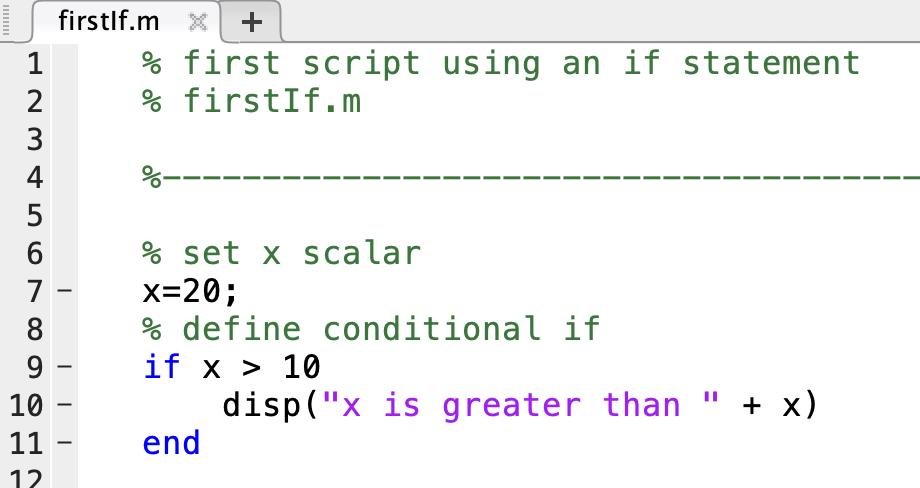 firstIf.m
+
1 % first script using an if statement
2 % firstIf.m
3
4 %--------------------------------------
5
6 % set x scalar
7 – x=20;
8 % define conditional if
9 – if x > 10
10 – disp("x is greater than " + x)
11 – end
12